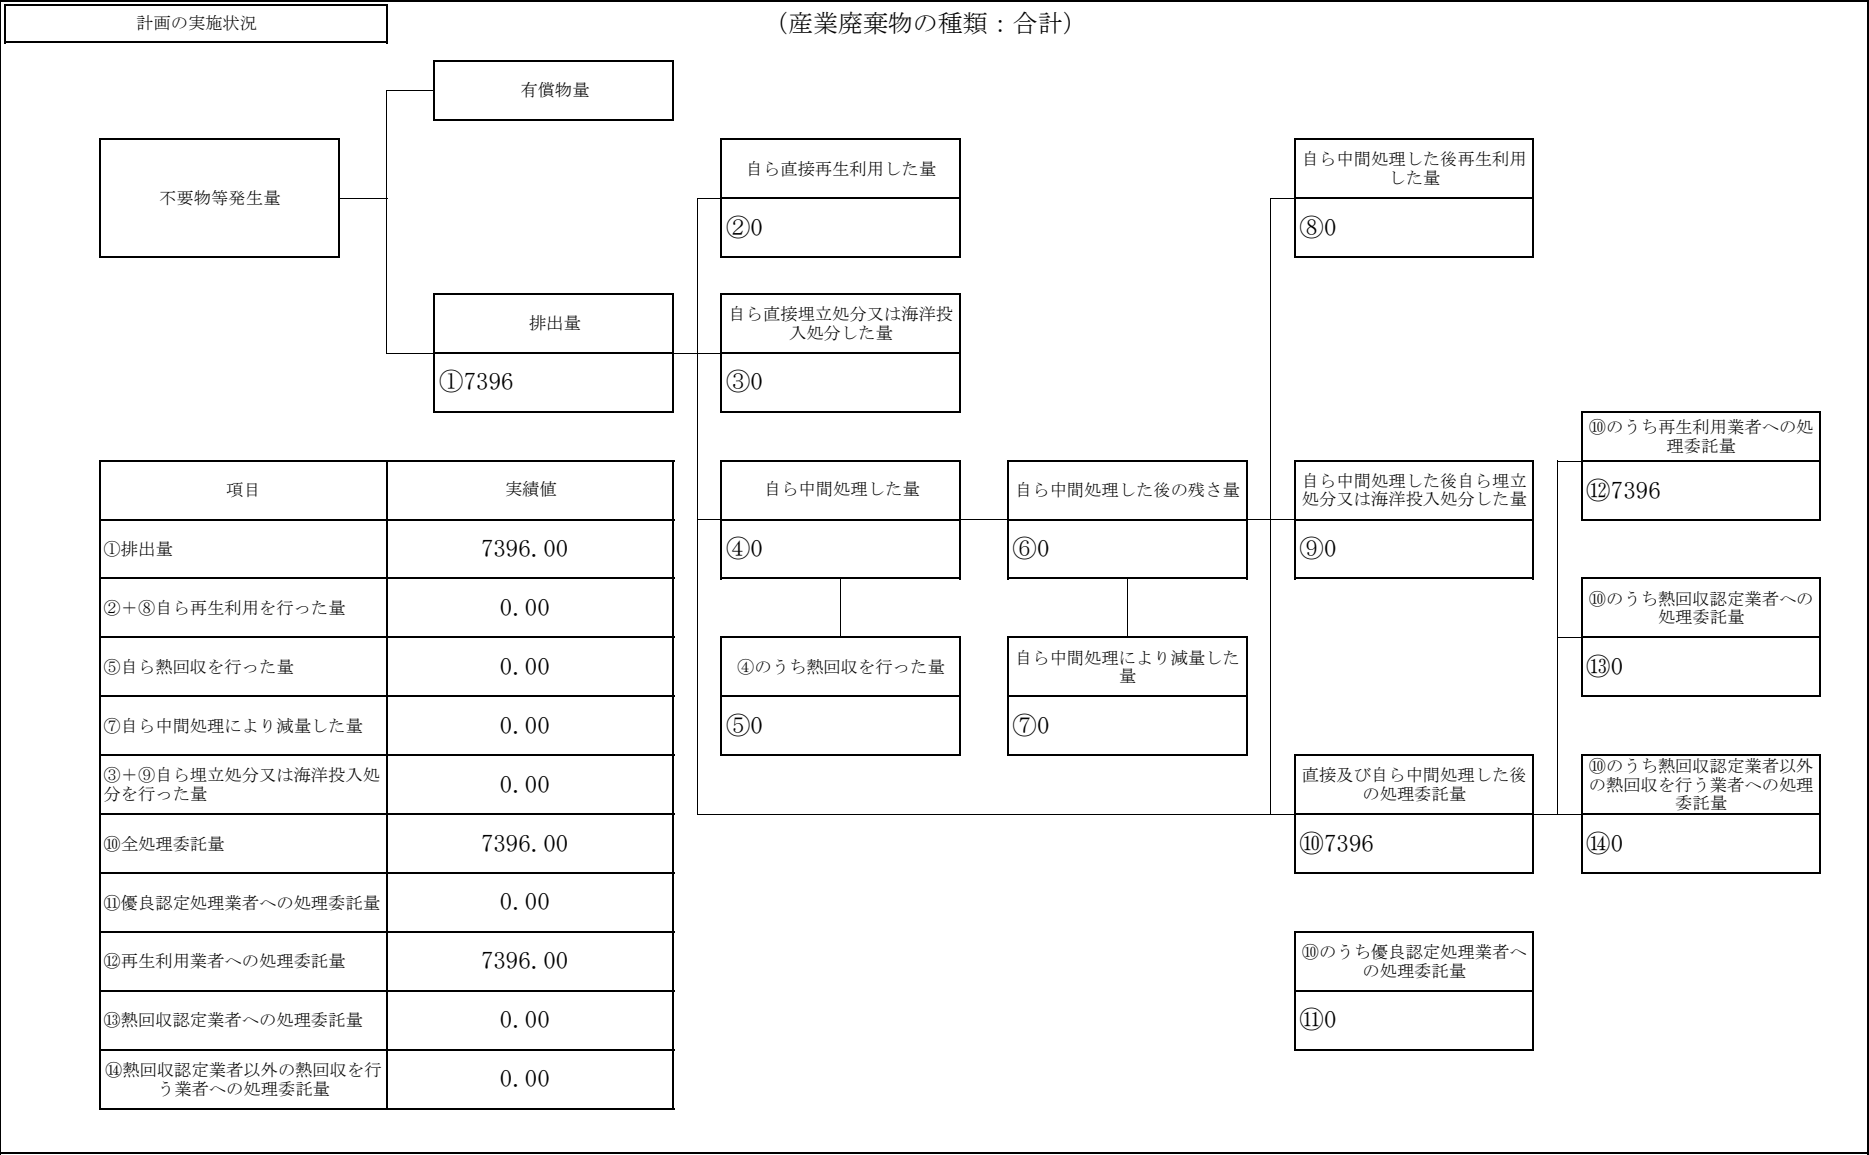 計画の実施状況
（産業廃棄物の種類：合計）
有償物量
不要物等発生量
自ら直接再生利用した量
②0
自ら中間処理した後再生利用
した量
⑧0
排出量
①7396
自ら直接埋立処分又は海洋投
入処分した量
③0
⑩のうち再生利用業者への処
理委託量
⑫7396
自ら中間処理した量
④0
自ら中間処理した後の残さ量
⑥0
自ら中間処理した後自ら埋立
処分又は海洋投入処分した量
⑨0
⑩のうち熱回収認定業者への
処理委託量
⑬0
④のうち熱回収を行った量
⑤0
自ら中間処理により減量した
量
⑦0
直接及び自ら中間処理した後
の処理委託量
⑩7396
⑩のうち熱回収認定業者以外
の熱回収を行う業者への処理
委託量
⑭0
⑩のうち優良認定処理業者へ
の処理委託量
⑪0
項目 実績値
①排出量 7396.00
②＋⑧自ら再生利用を行った量 0.00
⑤自ら熱回収を行った量 0.00
⑦自ら中間処理により減量した量 0.00
③＋⑨自ら埋立処分又は海洋投入処
分を行った量 0.00
⑩全処理委託量 7396.00
⑪優良認定処理業者への処理委託量 0.00
⑫再生利用業者への処理委託量 7396.00
⑬熱回収認定業者への処理委託量 0.00
⑭熱回収認定業者以外の熱回収を行
う業者への処理委託量 0.00